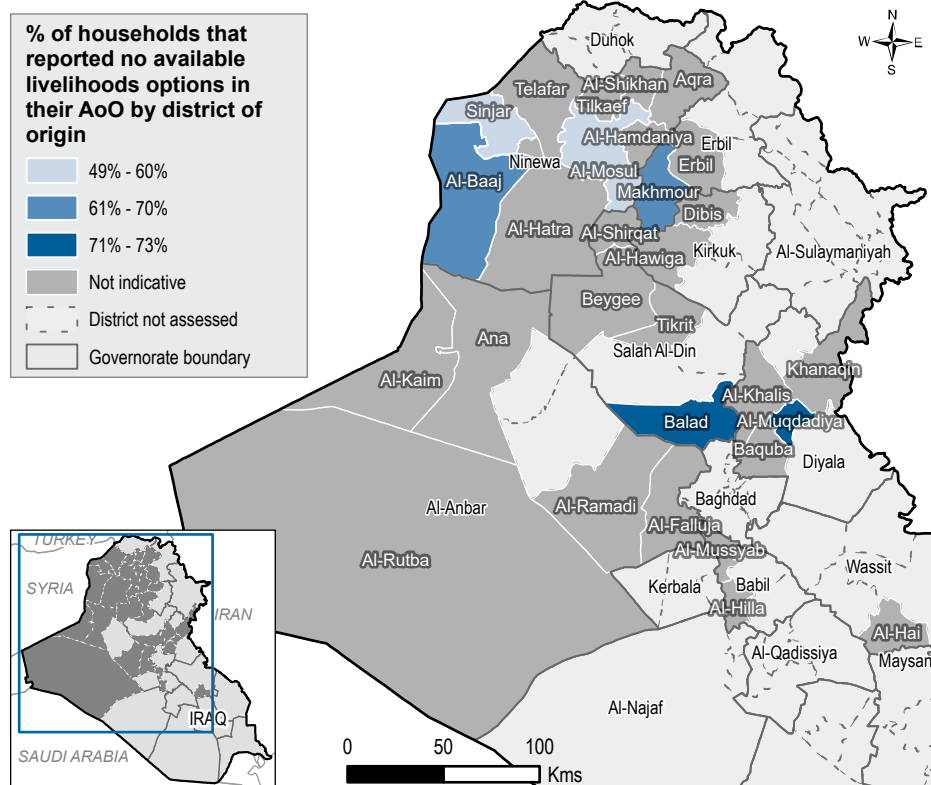 % of households that
reported no available
livelihoods options in
their AoO by district of
origin
49% - 60%
61% - 70%
71% - 73%
Not indicative
District not assessed
Governorate boundary
N
W
E
S
Duhok
Telafar
Al-Shikhan
Aqra
Sinjar
Tilkaef
Al-Hamdaniya
Erbil
Ninewa
Erbil
Al-Baaj
Al-Mosul
Makhmour
Dibis
Al-Hatra
Al-Shirqat
Al-Hawiga
Kirkuk
Al-Sulaymaniyah
Beygee
Tikrit
Ana
Salah Al-Din
Khanaqin
Al-Kaim
Al-Khalis
Balad
Al-Muqdadiya
Baquba
Diyala
Al-Anbar
Al-Ramadi
Baghdad
Al-Falluja
Al-Rutba
Al-Mussyab
Kerbala
Babil
Wassit
Al-Hilla
Al-Hai
Al-Qadissiya
Maysan
Al-Najaf
TURKEY
SYRIA
IRAN
IRAQ
SAUDI ARABIA
0
50
100
Kms